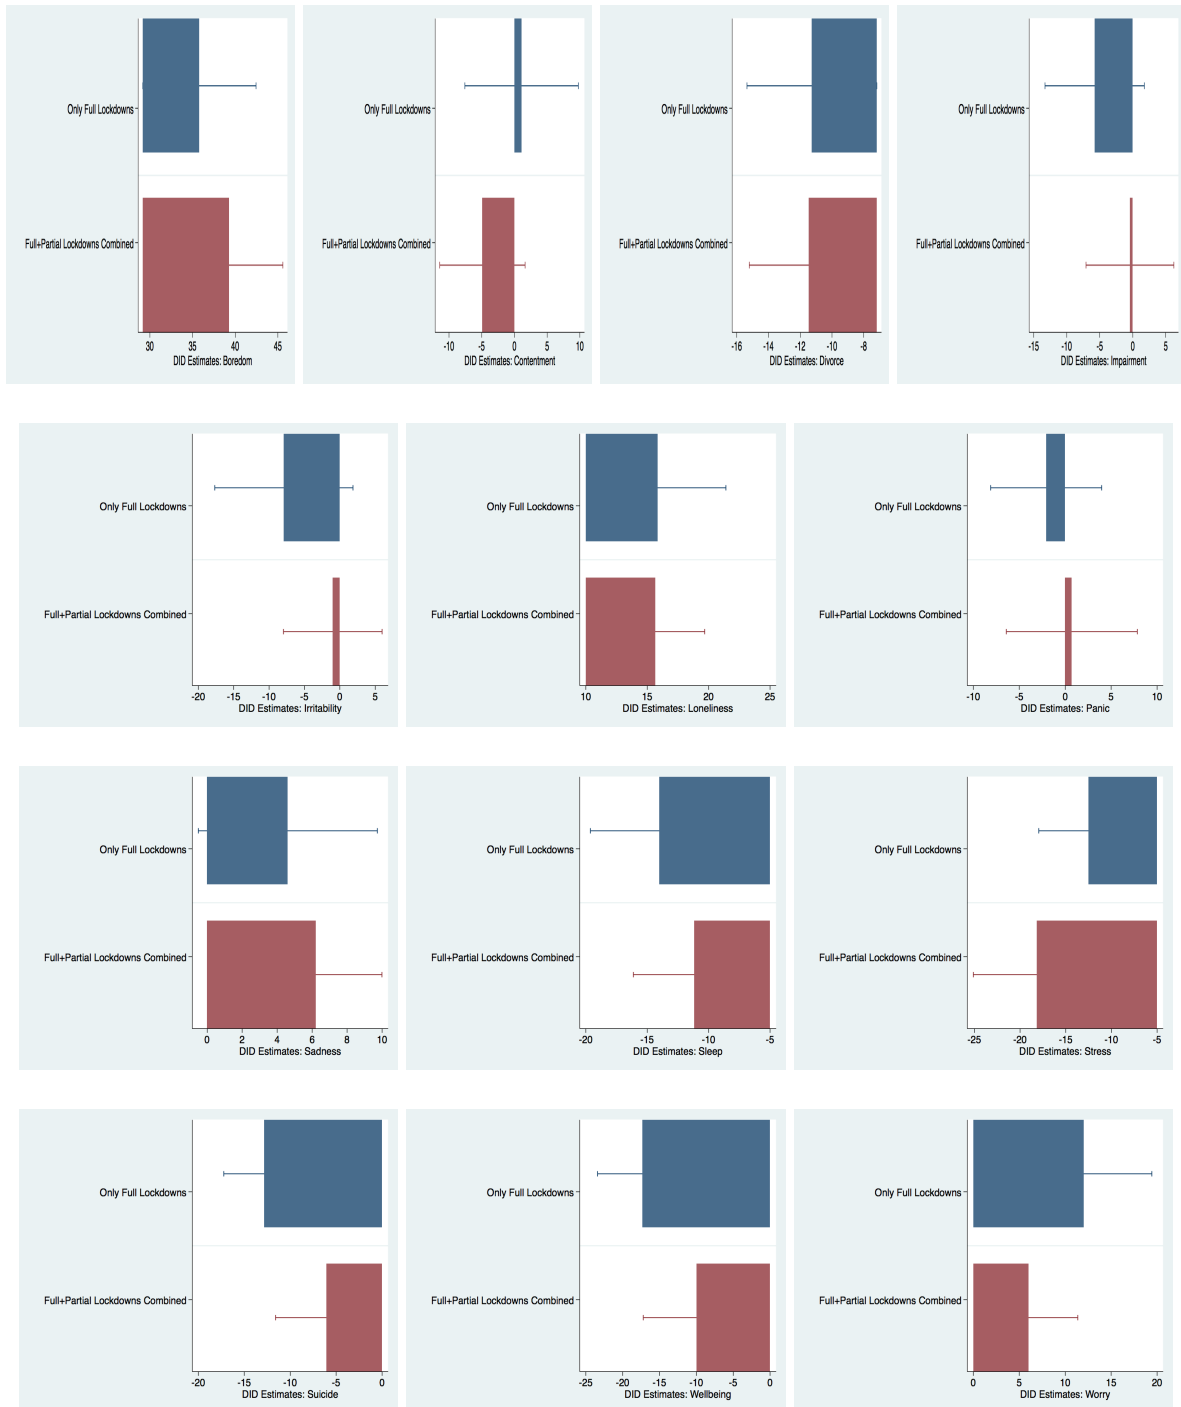 Only Full Lockdowns
Full+Partial Lockdowns Combined
30 35 40 45
DID Estimates: Boredom
Only Full Lockdowns
Full+Partial Lockdowns Combined
-10 -5 0 5 10
DID Estimates: Contentment
Only Full Lockdowns
Full+Partial Lockdowns Combined
-16 -14 -12 -10 -8
DID Estimates: Divorce
Only Full Lockdowns
Full+Partial Lockdowns Combined
-15 -10 -5 0 5
DID Estimates: Impairment
Only Full Lockdowns
Full+Partial Lockdowns Combined
-20 -15 -10 -5 0 5
DID Estimates: Irritability
Only Full Lockdowns
Full+Partial Lockdowns Combined
10 15 20 25
DID Estimates: Loneliness
Only Full Lockdowns
Full+Partial Lockdowns Combined
-10 -5 0 5 10
DID Estimates: Panic
Only Full Lockdowns
Full+Partial Lockdowns Combined
0 2 4 6 8 10
DID Estimates: Sadness
Only Full Lockdowns
Full+Partial Lockdowns Combined
-20 -15 -10 -5
DID Estimates: Sleep
Only Full Lockdowns
Full+Partial Lockdowns Combined
-25 -20 -15 -10 -5
DID Estimates: Stress
Only Full Lockdowns
Full+Partial Lockdowns Combined
-20 -15 -10 -5 0
DID Estimates: Suicide
Only Full Lockdowns
Full+Partial Lockdowns Combined
-25 -20 -15 -10 -5 0
DID Estimates: Wellbeing
Only Full Lockdowns
Full+Partial Lockdowns Combined
0 5 10 15 20
DID Estimates: Worry